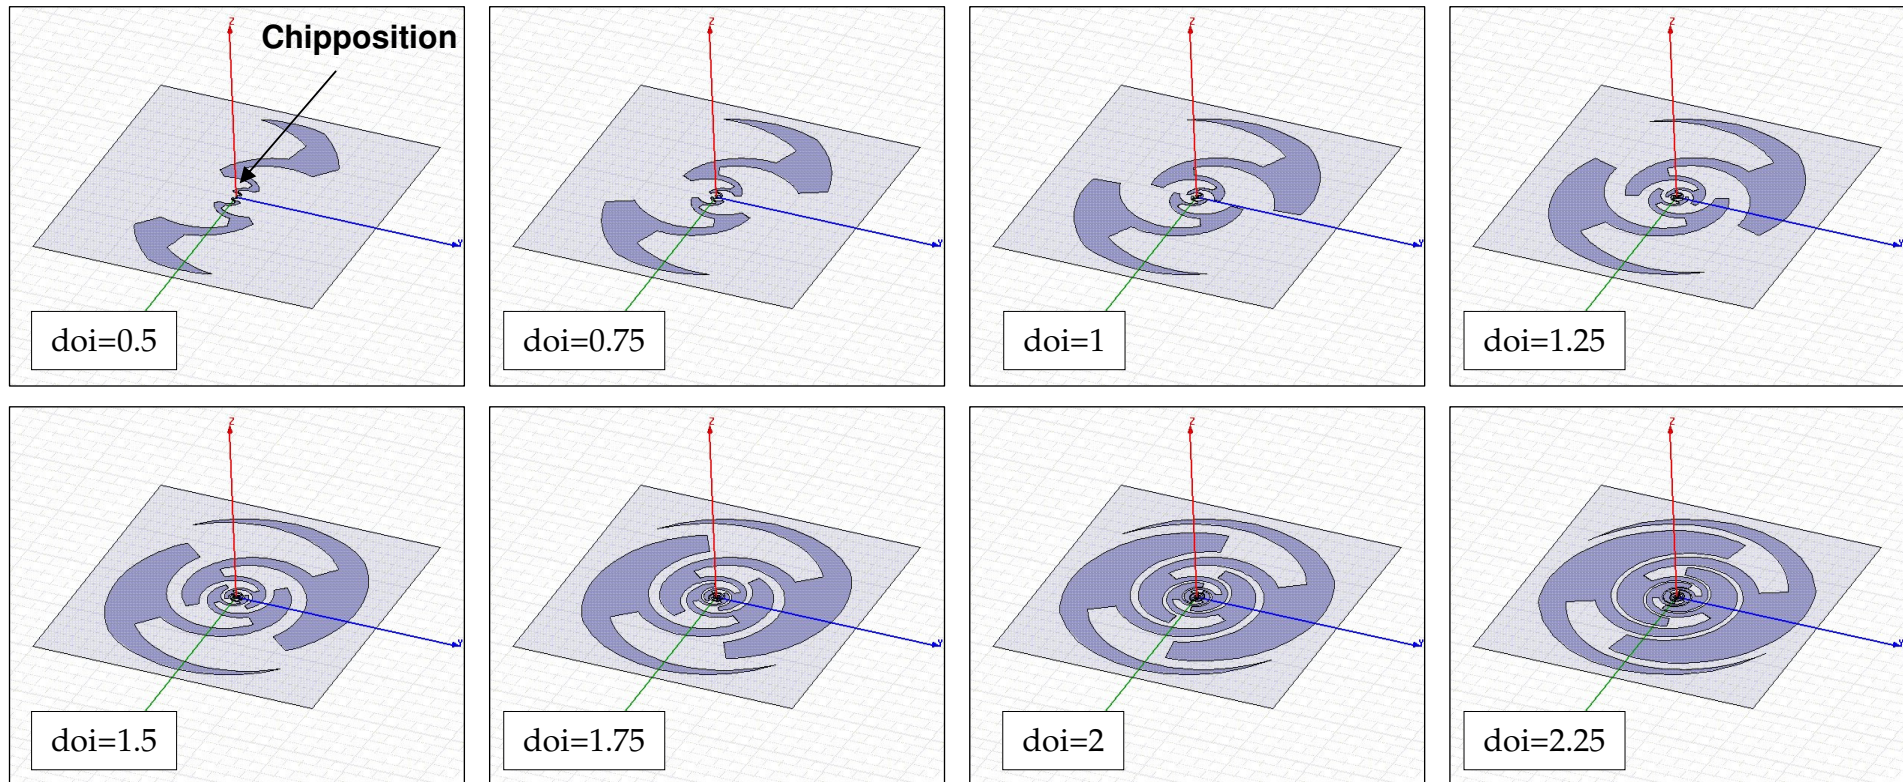 Z
Chipposition
Y
doi=0.5
Z
Y
doi=0.75
Z
Y
doi=1
Z
Y
doi=1.25
Z
Y
doi=1.5
Z
Y
doi=1.75
Z
Y
doi=2
Z
Y
doi=2.25